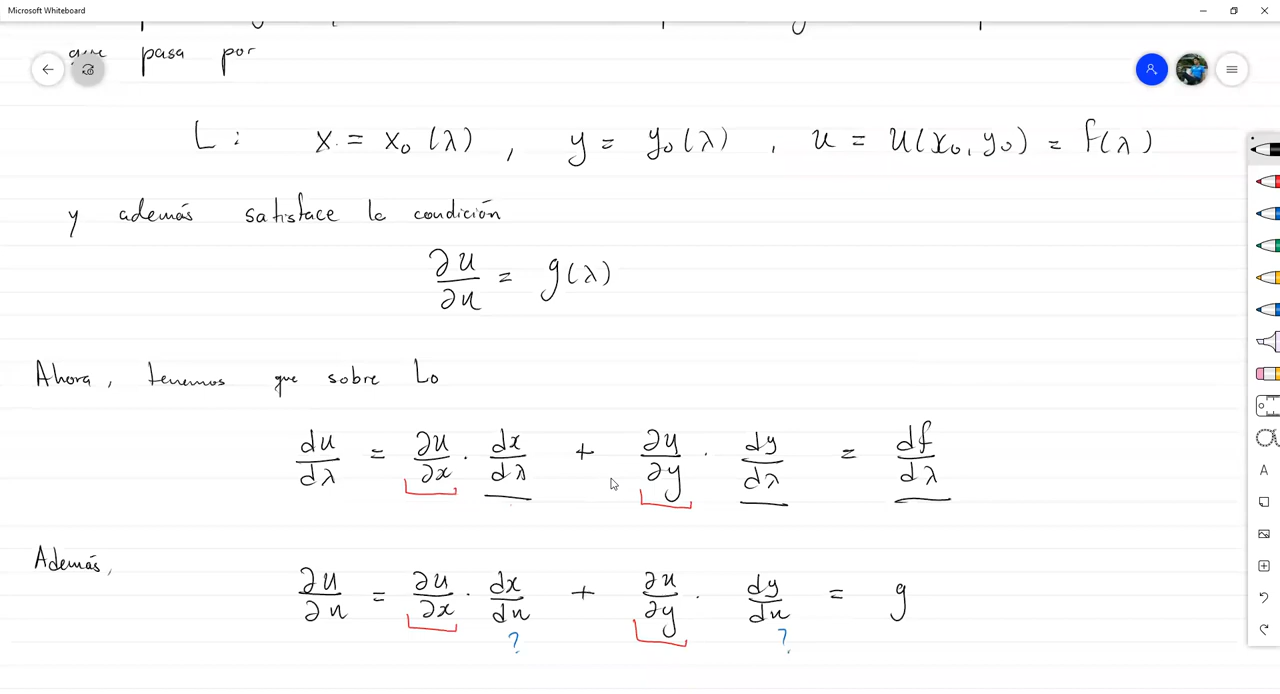 Microsoft Whiteboard
que pasa por
L: x = x₀(λ), y = y₀(λ), u = u(x₀, y₀) = f(λ)
y además satisface la condición
∂u/∂n = g(λ)
Ahora, tenemos que sobre L₀
du/dλ = ∂u/∂x · dx/dλ + ∂u/∂y · dy/dλ = df/dλ
Además,
∂u/∂n = ∂u/∂x · dx/dn + ∂u/∂y · dy/dn = g
? ?
A